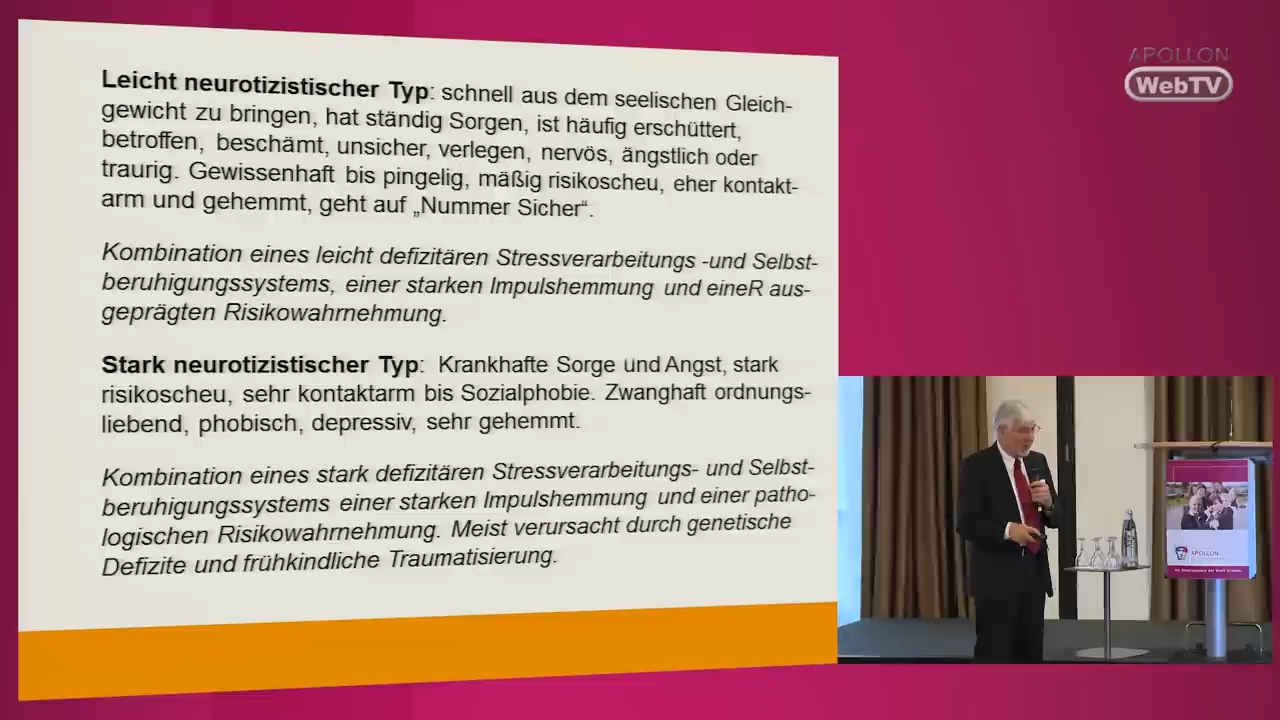 APOLLON
WebTV
Leicht neurotizistischer Typ: schnell aus dem seelischen Gleich-
gewicht zu bringen, hat ständig Sorgen, ist häufig erschüttert,
betroffen, beschämt, unsicher, verlegen, nervös, ängstlich oder
traurig. Gewissenhaft bis pingelig, mäßig risikoscheu, eher kontakt-
arm und gehemmt, geht auf „Nummer Sicher“.
Kombination eines leicht defizitären Stressverarbeitungs -und Selbst-
beruhigungssystems, einer starken Impulshemmung und eineR aus-
geprägten Risikowahrnehmung.
Stark neurotizistischer Typ: Krankhafte Sorge und Angst, stark
risikoscheu, sehr kontaktarm bis Sozialphobie. Zwanghaft ordnungs-
liebend, phobisch, depressiv, sehr gehemmt.
Kombination eines stark defizitären Stressverarbeitungs- und Selbst-
beruhigungssystems einer starken Impulshemmung und einer patho-
logischen Risikowahrnehmung. Meist verursacht durch genetische
Defizite und frühkindliche Traumatisierung.
APOLLON